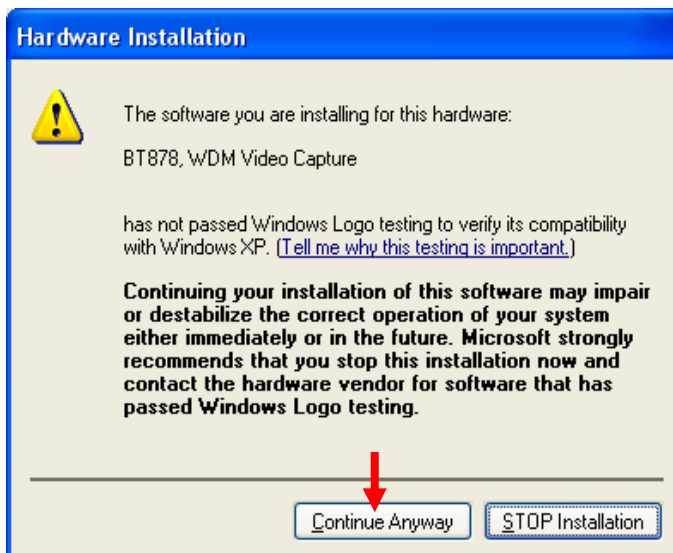 Hardware Installation
The software you are installing for this hardware:
BT878, WDM Video Capture
has not passed Windows Logo testing to verify its compatibility
with Windows XP. (Tell me why this testing is important.)
Continuing your installation of this software may impair
or destabilize the correct operation of your system
either immediately or in the future. Microsoft strongly
recommends that you stop this installation now and
contact the hardware vendor for software that has
passed Windows Logo testing.
Continue Anyway STOP Installation